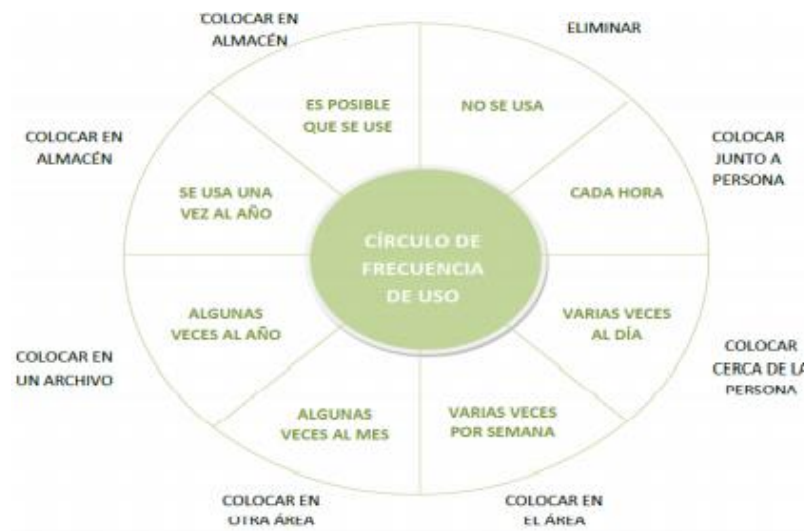 COLOCAR EN
ALMACÉN
ELIMINAR
ES POSIBLE
QUE SE USE
NO SE USA
COLOCAR EN
ALMACÉN
COLOCAR
JUNTO A
PERSONA
SE USA UNA
VEZ AL AÑO
CADA HORA
CÍRCULO DE
FRECUENCIA
DE USO
ALGUNAS
VECES AL AÑO
VARIAS VECES
AL DÍA
COLOCAR EN
UN ARCHIVO
COLOCAR
CERCA DE LA
PERSONA
ALGUNAS
VECES AL MES
VARIAS VECES
POR SEMANA
COLOCAR EN
OTRA ÁREA
COLOCAR EN
EL ÁREA